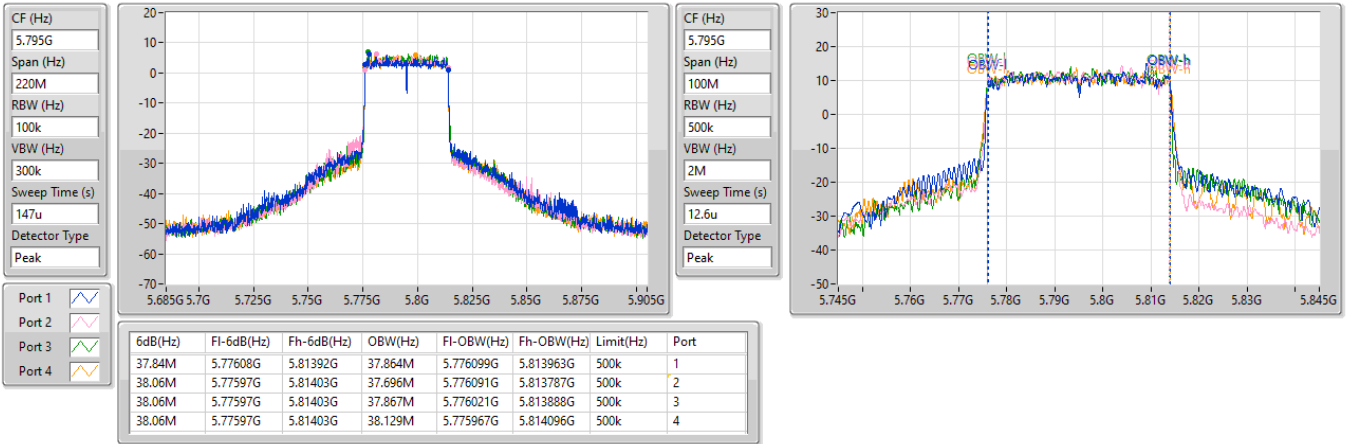 CF (Hz)
5.795G
Span (Hz)
220M
RBW (Hz)
100k
VBW (Hz)
300k
Sweep Time (s)
147u
Detector Type
Peak
20
10
0
-10
-20
-30
-40
-50
-60
-70
5.685G 5.7G 5.725G 5.75G 5.775G 5.8G 5.825G 5.85G 5.875G 5.905G
CF (Hz)
5.795G
Span (Hz)
100M
RBW (Hz)
500k
VBW (Hz)
2M
Sweep Time (s)
12.6u
Detector Type
Peak
30
20
10
0
-10
-20
-30
-40
-50
OBW-l
OBW-h
5.745G 5.76G 5.77G 5.78G 5.79G 5.8G 5.81G 5.82G 5.83G 5.845G
Port 1
Port 2
Port 3
Port 4
6dB(Hz) Fl-6dB(Hz) Fh-6dB(Hz) OBW(Hz) Fl-OBW(Hz) Fh-OBW(Hz) Limit(Hz) Port
37.84M 5.77608G 5.81392G 37.864M 5.776099G 5.813963G 500k 1
38.06M 5.77597G 5.81403G 37.696M 5.776091G 5.813787G 500k 2
38.06M 5.77597G 5.81403G 37.867M 5.776021G 5.813888G 500k 3
38.06M 5.77597G 5.81403G 38.129M 5.775967G 5.814096G 500k 4